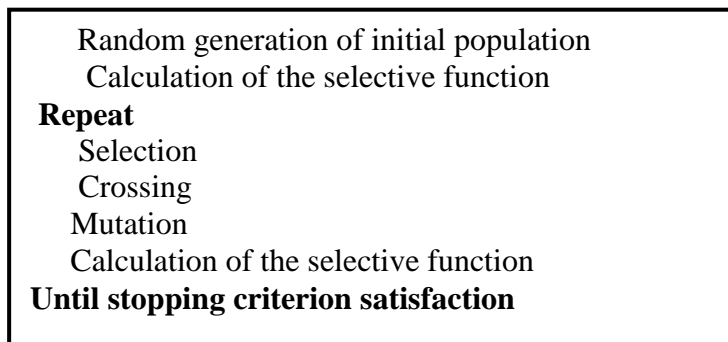 Random generation of initial population
Calculation of the selective function
Repeat
Selection
Crossing
Mutation
Calculation of the selective function
Until stopping criterion satisfaction